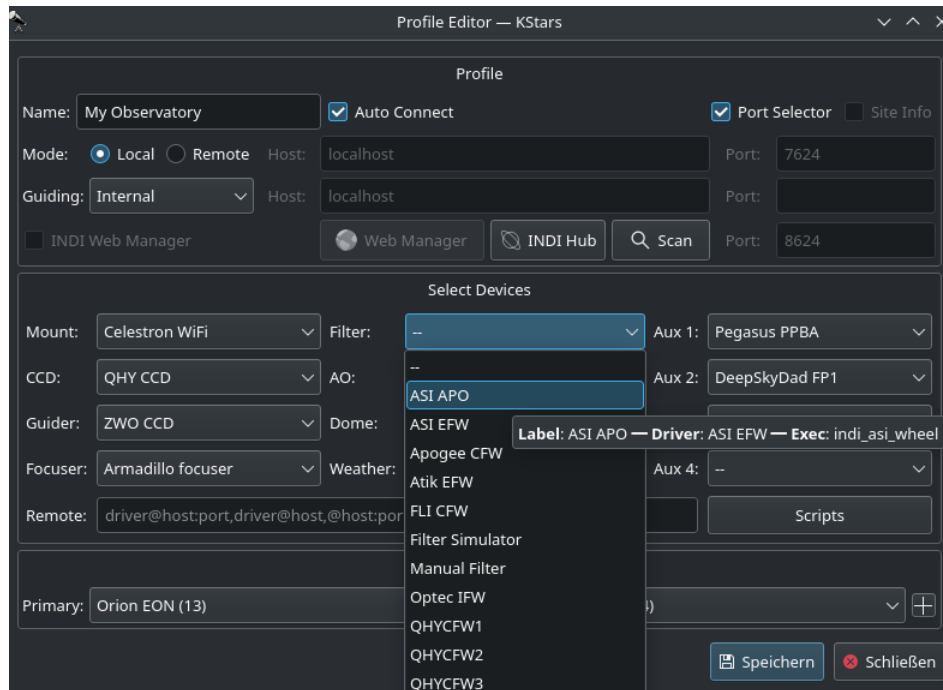 Profile Editor — KStars
Profile
Name: My Observatory Auto Connect Port Selector Site Info
Mode: Local Remote Host: localhost Port: 7624
Guiding: Internal Host: localhost Port:
INDI Web Manager Web Manager INDI Hub Scan Port: 8624
Select Devices
Mount: Celestron WiFi Filter: -- Aux 1: Pegasus PPBA
CCD: QHY CCD AO: Aux 2: DeepSkyDad FP1
Guider: ZWO CCD Dome:
Focuser: Armadillo focuser Weather: Aux 4: --
Remote: driver@host:port,driver@host,@host:por Scripts
--
ASI APO
ASI EFW
Label: ASI APO — Driver: ASI EFW — Exec: indi_asi_wheel
Apogee CFW
Atik EFW
FLI CFW
Filter Simulator
Manual Filter
Optec IFW
QHYCFW1
QHYCFW2
QHYCFW3
Primary: Orion EON (13)
Speichern Schließen